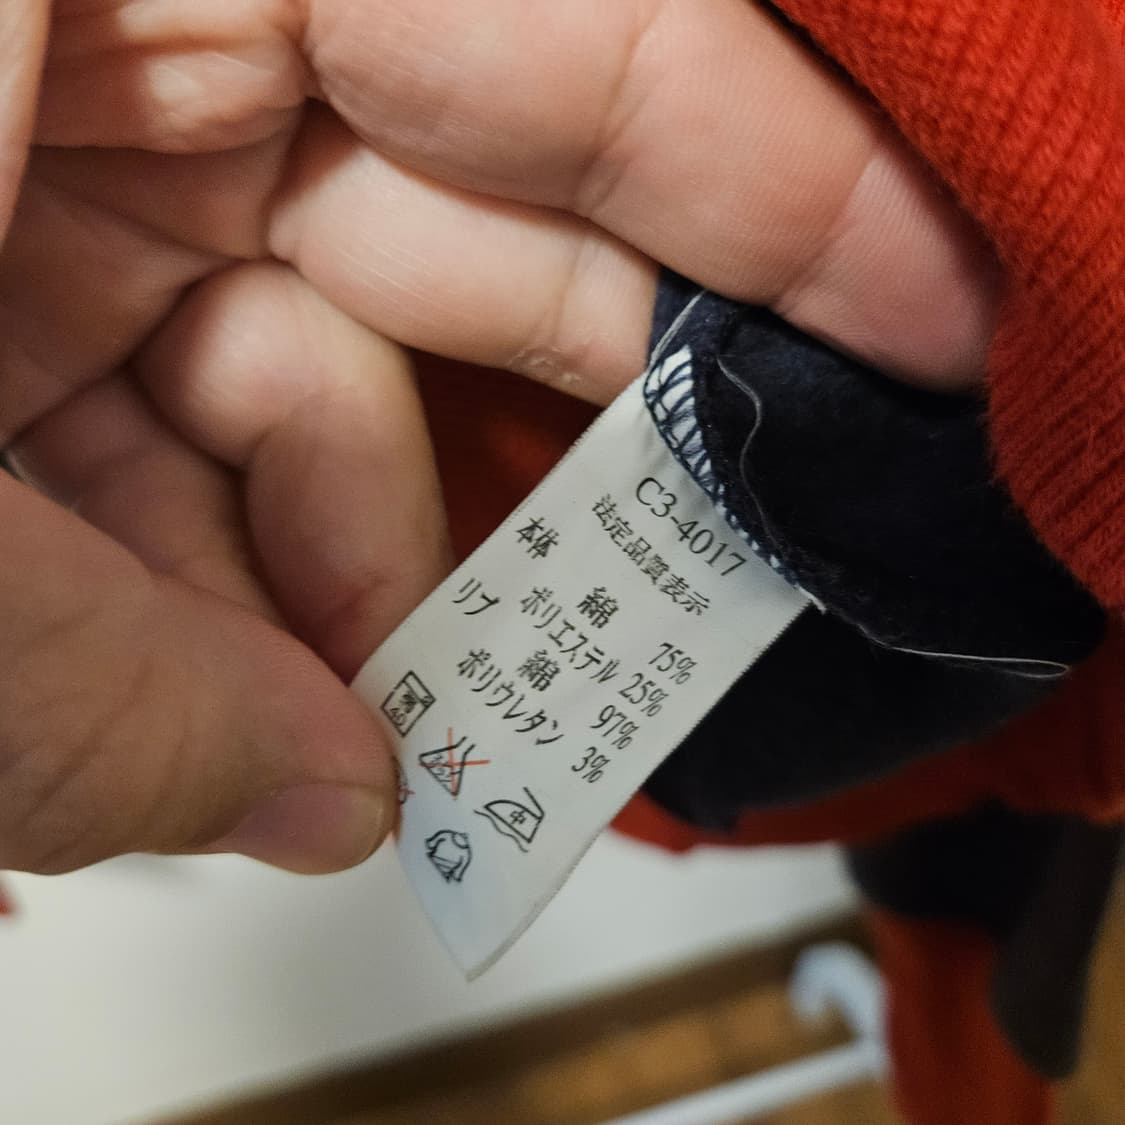 C3-4017
法定品質表示
本体 綿 75%
ポリエステル 25%
リブ 綿 97%
ポリウレタン 3%
40
中